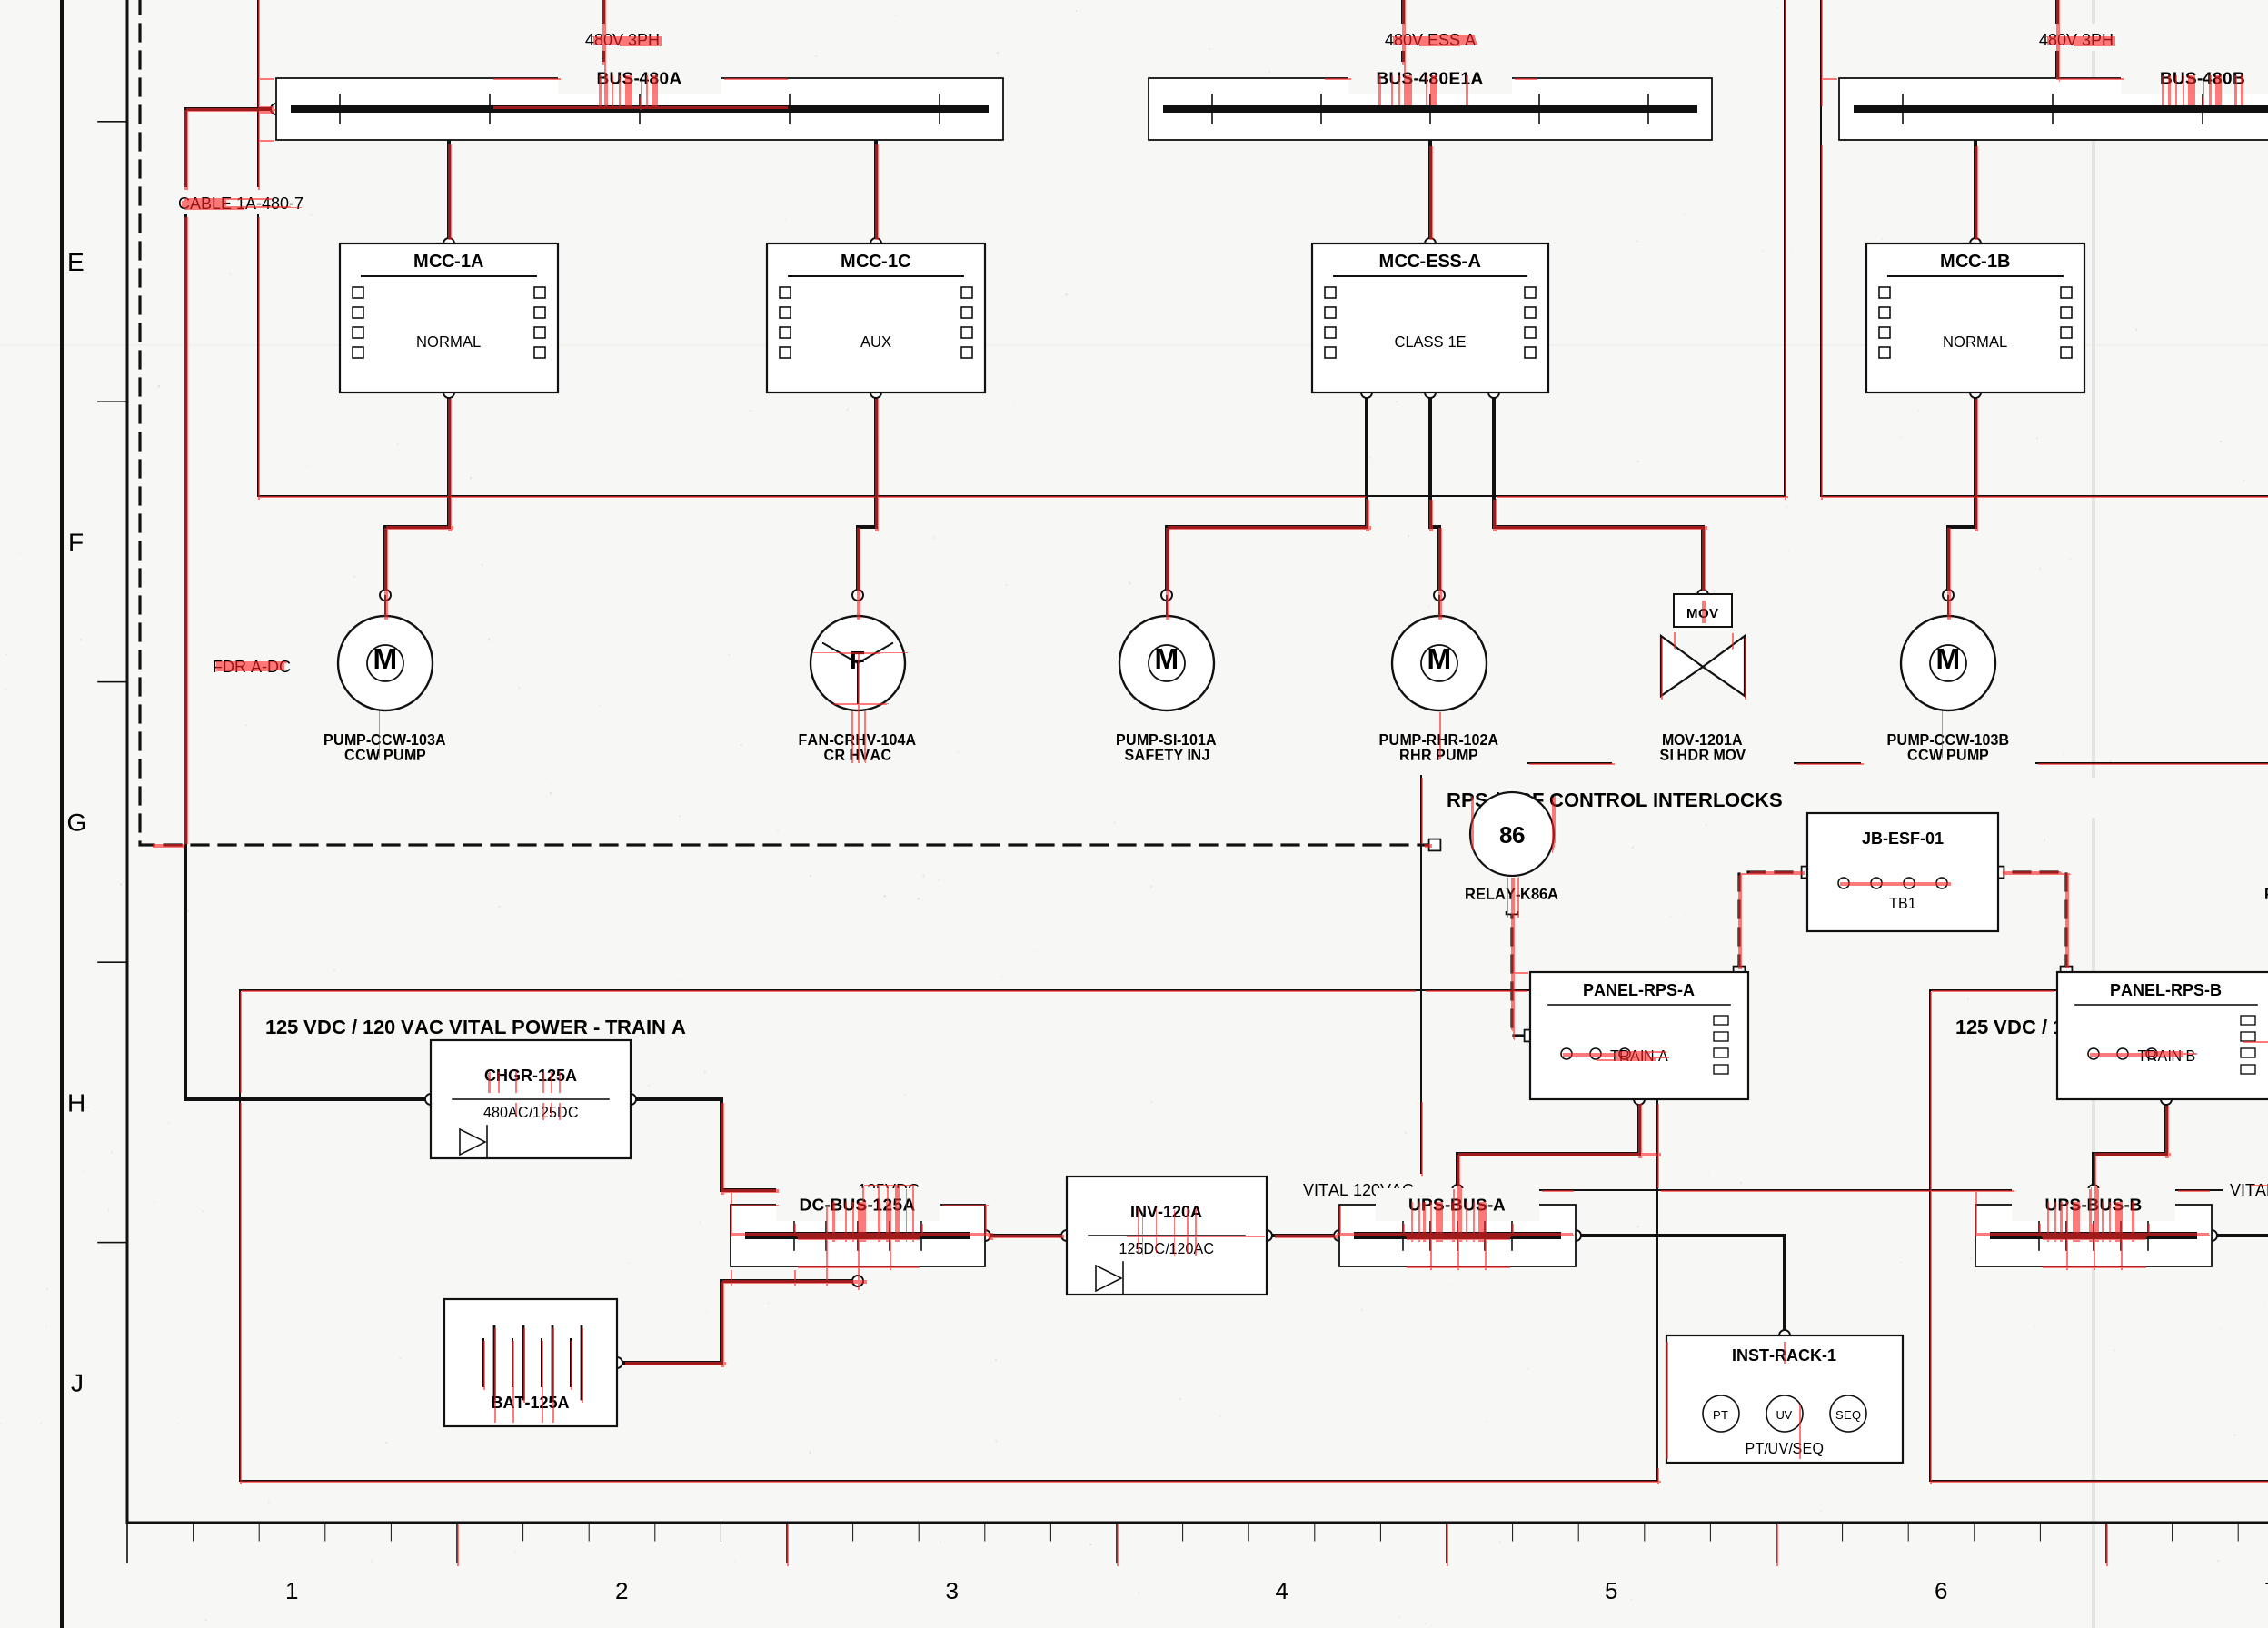 480V 3PH
480V ESS A
480V 3PH
BUS-480A
BUS-480E1A
BUS-480B
CABLE 1A-480-7
E
MCC-1A
MCC-1C
MCC-ESS-A
MCC-1B
NORMAL
AUX
CLASS 1E
NORMAL
F
M
F
M
M
MOV
M
FDR A-DC
PUMP-CCW-103A
CCW PUMP
FAN-CRHV-104A
CR HVAC
PUMP-SI-101A
SAFETY INJ
PUMP-RHR-102A
RHR PUMP
MOV-1201A
SI HDR MOV
PUMP-CCW-103B
CCW PUMP
CONTROL INTERLOCKS
G
86
JB-ESF-01
RELAY-K86A
TB1
PANEL-RPS-A
PANEL-RPS-B
125 VDC / 120 VAC VITAL POWER - TRAIN A
125 VDC /
TRAIN A
TRAIN B
H
CHGR-125A
480AC/125DC
125VDC
VITAL 120VAC
DC-BUS-125A
INV-120A
UPS-BUS-A
UPS-BUS-B
125DC/120AC
INST-RACK-1
J
BAT-125A
PT
UV
SEQ
PT/UV/SEQ
1
2
3
4
5
6